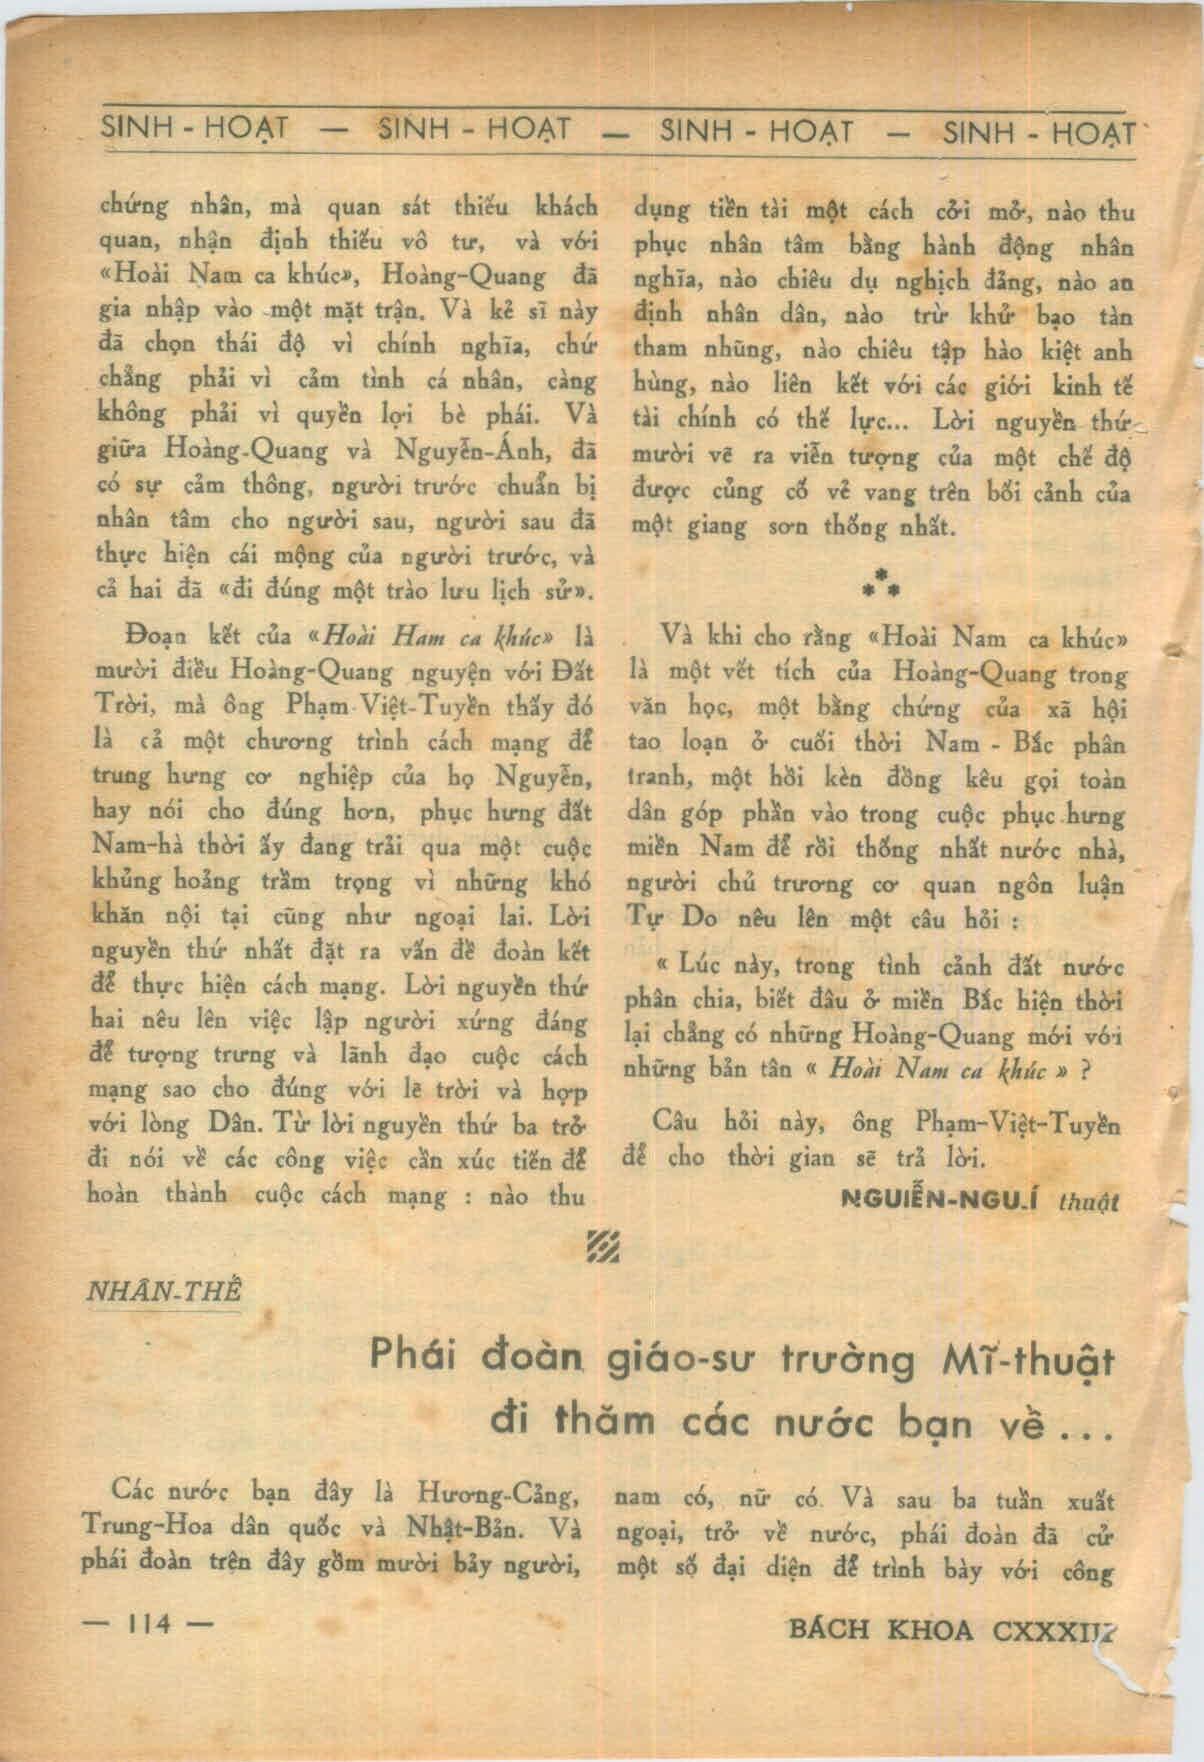 SINH - HOẠT — SINH - HOẠT — SINH - HOẠT — SINH - HOẠT
chứng nhân, mà quan sát thiếu khách
quan, nhận định thiếu vô tư, và với
«Hoài Nam ca khúc», Hoàng-Quang đã
gia nhập vào một mặt trận. Và kẻ sĩ này
đã chọn thái độ vì chính nghĩa, chứ
chẳng phải vì cảm tình cá nhân, càng
không phải vì quyền lợi bè phái. Và
giữa Hoàng-Quang và Nguyễn-Ánh, đã
có sự cảm thông, người trước chuẩn bị
nhân tâm cho người sau, người sau đã
thực hiện cái mộng của người trước, và
cả hai đã «đi đúng một trào lưu lịch sử».
Đoạn kết của «Hoài Ham ca khúc» là
mười điều Hoàng-Quang nguyện với Đất
Trời, mà ông Phạm-Việt-Tuyền thấy đó
là cả một chương trình cách mạng để
trung hưng cơ nghiệp của họ Nguyễn,
hay nói cho đúng hơn, phục hưng đất
Nam-hà thời ấy đang trải qua một cuộc
khủng hoảng trầm trọng vì những khó
khăn nội tại cũng như ngoại lai. Lời
nguyền thứ nhất đặt ra vấn đề đoàn kết
để thực hiện cách mạng. Lời nguyền thứ
hai nêu lên việc lập người xứng đáng
để tượng trưng và lãnh đạo cuộc cách
mạng sao cho đúng với lẽ trời và hợp
với lòng Dân. Từ lời nguyền thứ ba trở
đi nói về các công việc cần xúc tiến để
hoàn thành cuộc cách mạng : nào thu
dụng tiền tài một cách cởi mở, nào thu
phục nhân tâm bằng hành động nhân
nghĩa, nào chiêu dụ nghịch đảng, nào an
định nhân dân, nào trừ khử bạo tàn
tham nhũng, nào chiêu tập hào kiệt anh
hùng, nào liên kết với các giới kinh tế
tài chính có thế lực... Lời nguyền thứ
mười vẽ ra viễn tượng của một chế độ
được củng cố vẻ vang trên bối cảnh của
một giang sơn thống nhất.
***
Và khi cho rằng «Hoài Nam ca khúc»
là một vết tích của Hoàng-Quang trong
văn học, một bằng chứng của xã hội
tao loạn ở cuối thời Nam - Bắc phân
tranh, một hồi kèn đồng kêu gọi toàn
dân góp phần vào trong cuộc phục hưng
miền Nam để rồi thống nhất nước nhà,
người chủ trương cơ quan ngôn luận
Tự Do nêu lên một câu hỏi :
« Lúc này, trong tình cảnh đất nước
phân chia, biết đâu ở miền Bắc hiện thời
lại chẳng có những Hoàng-Quang mới với
những bản tân « Hoài Nam ca khúc » ?
Câu hỏi này, ông Phạm-Việt-Tuyền
để cho thời gian sẽ trả lời.
NGUIỄN-NGU-Í thuật
NHÂN-THẾ
Phái đoàn giáo-sư trường Mĩ-thuật
đi thăm các nước bạn về...
Các nước bạn đây là Hương-Cảng,
Trung-Hoa dân quốc và Nhật-Bản. Và
phái đoàn trên đây gồm mười bảy người,
nam có, nữ có. Và sau ba tuần xuất
ngoại, trở về nước, phái đoàn đã cử
một số đại diện để trình bày với công
— 114 —
BÁCH KHOA CXXXIII